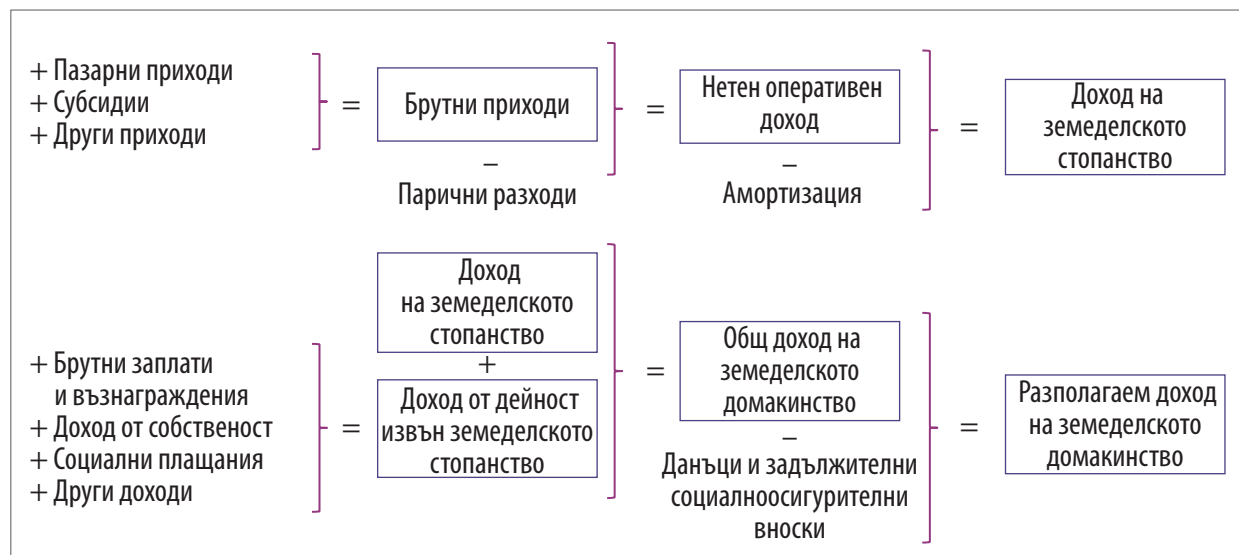 + Пазарни приходи
+ Субсидии
+ Други приходи
=
Брутни приходи
–
Парични разходи
=
Нетен оперативен
доход
–
Амортизация
=
Доход на
земеделското
стопанство
+ Брутни заплати
и възнаграждения
+ Доход от собственост
+ Социални плащания
+ Други доходи
=
Доход
на земеделското
стопанство
+
Доход от дейност
извън земеделското
стопанство
=
Общ доход на
земеделското
домакинство
–
Данъци и задължителни
социалноосигурителни
вноски
=
Разполагаем доход
на земеделското
домакинство